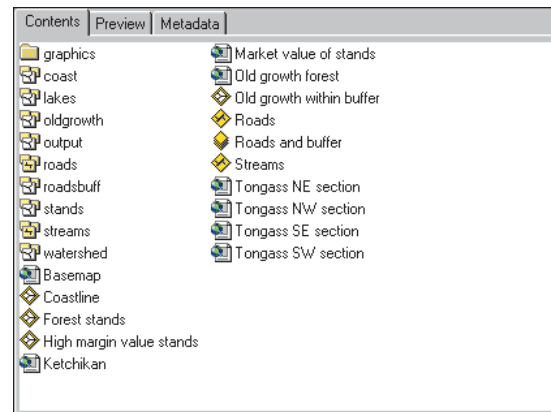 Contents Preview Metadata
graphics
coast
lakes
oldgrowth
output
roads
roadsbuff
stands
streams
watershed
Basemap
Coastline
Forest stands
High margin value stands
Ketchikan
Market value of stands
Old growth forest
Old growth within buffer
Roads
Roads and buffer
Streams
Tongass NE section
Tongass NW section
Tongass SE section
Tongass SW section